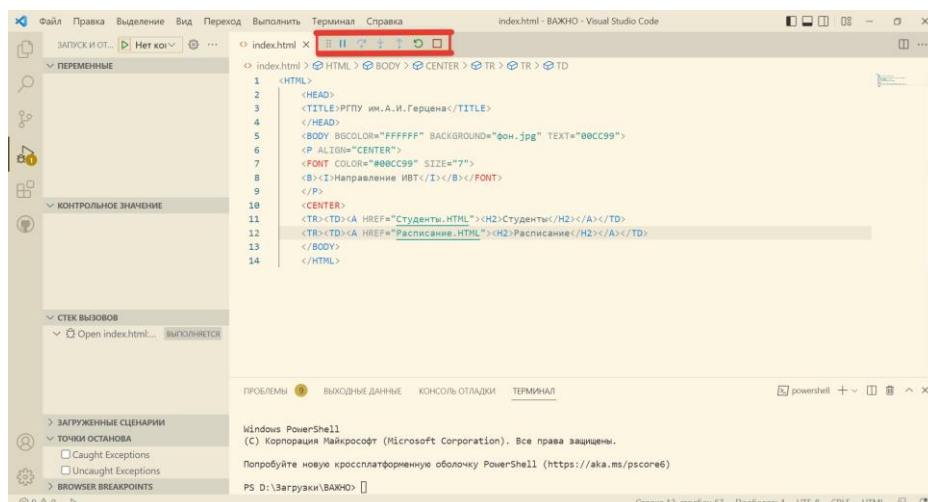 Файл Правка Выделение Вид Переход Выполнить Терминал Справка index.html - ВАЖНО - Visual Studio Code
ЗАПУСК И ОТ... Нет кон
index.html
ПЕРЕМЕННЫЕ
index.html > HTML > BODY > CENTER > TR > TR > TD
1 <HTML>
2 <HEAD>
3 <TITLE>РГПУ им.А.И.Герцена</TITLE>
4 </HEAD>
5 <BODY BGCOLOR="FFFFFF" BACKGROUND="фон.jpg" TEXT="00CC99">
6 <P ALIGN="CENTER">
7 <FONT COLOR="#00CC99" SIZE="7">
8 <B><I>Направление ИВТ</I></B></FONT>
9 </P>
10 <CENTER>
11 <TR><TD><A HREF="Студенты.HTML"><H2>Студенты</H2></A></TD>
12 <TR><TD><A HREF="Расписание.HTML"><H2>Расписание</H2></A></TD>
13 </BODY>
14 </HTML>
1
КОНТРОЛЬНОЕ ЗНАЧЕНИЕ
СТЕК ВЫЗОВОВ
Open index.html:... ВЫПОЛНЯЕТСЯ
ЗАГРУЖЕННЫЕ СЦЕНАРИИ
ТОЧКИ ОСТАНОВА
Caught Exceptions
Uncaught Exceptions
BROWSER BREAKPOINTS
ПРОБЛЕМЫ 9 ВЫХОДНЫЕ ДАННЫЕ КОНСОЛЬ ОТЛАДКИ ТЕРМИНАЛ powershell
Windows PowerShell
(C) Корпорация Майкрософт (Microsoft Corporation). Все права защищены.
Попробуйте новую кроссплатформенную оболочку PowerShell (https://aka.ms/pscore6)
PS D:\Загрузки\ВАЖНО>